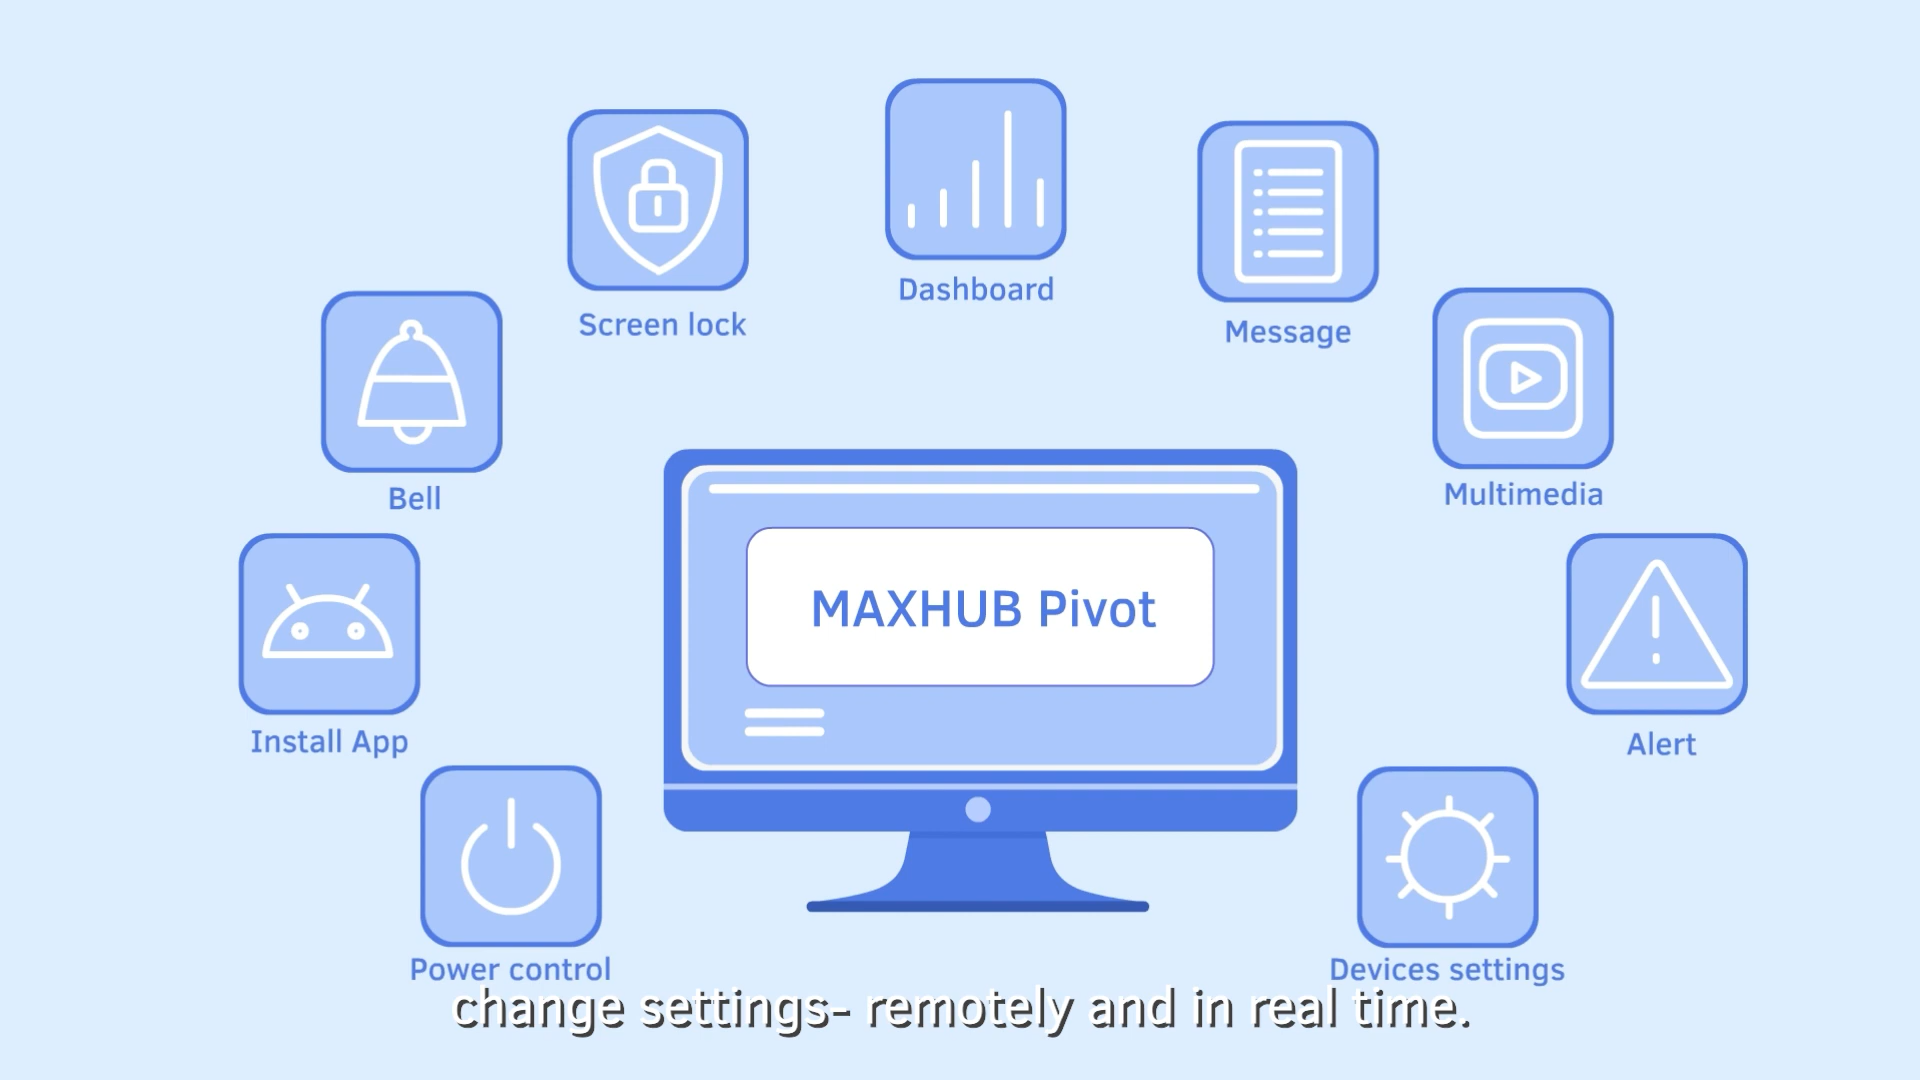 Dashboard
Screen lock
Message
Bell
Multimedia
MAXHUB Pivot
Install App
Alert
Power control
Devices settings
change settings- remotely and in real time.